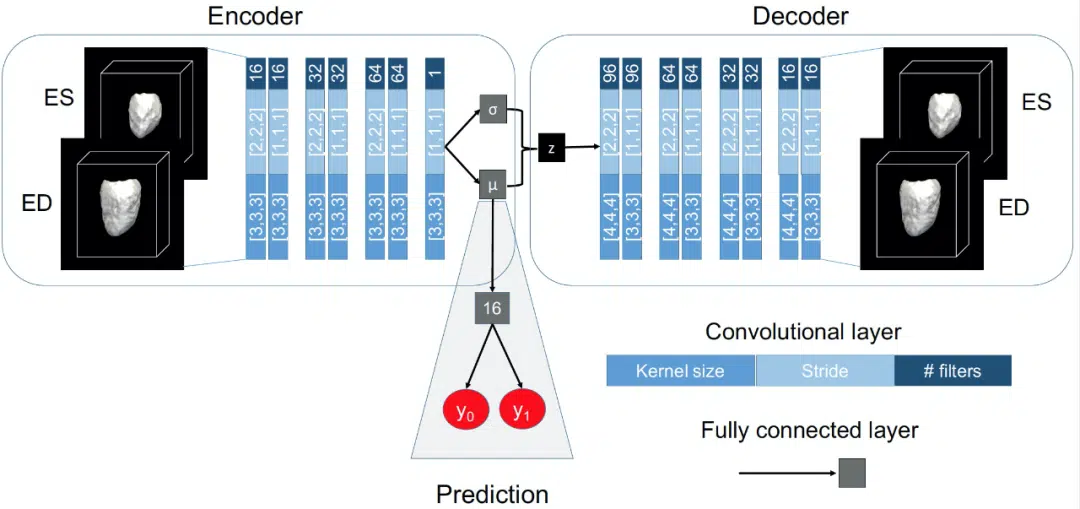 Encoder
Decoder
ES
ED
16 [2,2,2] [3,3,3]
16 [1,1,1] [3,3,3]
32 [2,2,2] [3,3,3]
32 [1,1,1] [3,3,3]
64 [2,2,2] [3,3,3]
64 [1,1,1] [3,3,3]
1 [1,1,1] [3,3,3]
σ
μ
z
96 [2,2,2] [4,4,4]
96 [1,1,1] [3,3,3]
64 [2,2,2] [4,4,4]
64 [1,1,1] [3,3,3]
32 [2,2,2] [4,4,4]
32 [1,1,1] [3,3,3]
16 [2,2,2] [4,4,4]
16 [1,1,1] [3,3,3]
ES
ED
16
y₀ y₁
Prediction
Convolutional layer
Kernel size Stride # filters
Fully connected layer